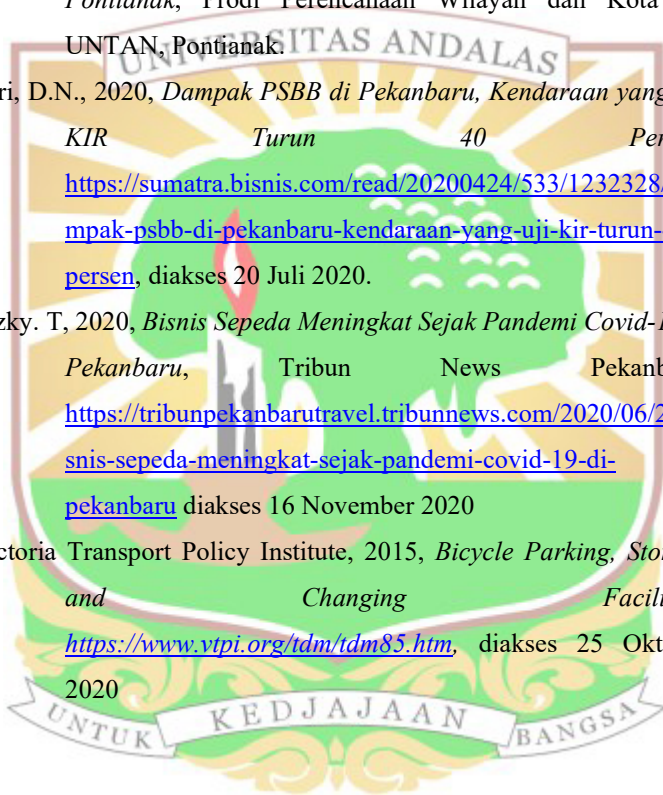 Pontianak, Prodi Perencanaan Wilayah dan Kota
UNTAN, Pontianak.
UNIVERSITAS ANDALAS
ri, D.N., 2020, Dampak PSBB di Pekanbaru, Kendaraan yang
KIR Turun 40 Per
https://sumatra.bisnis.com/read/20200424/533/1232328/
mpak-psbb-di-pekanbaru-kendaraan-yang-uji-kir-turun-
persen, diakses 20 Juli 2020.
zky. T, 2020, Bisnis Sepeda Meningkat Sejak Pandemi Covid-1
Pekanbaru, Tribun News Pekanb
https://tribunpekanbarutravel.tribunnews.com/2020/06/2
snis-sepeda-meningkat-sejak-pandemi-covid-19-di-
pekanbaru diakses 16 November 2020
ctoria Transport Policy Institute, 2015, Bicycle Parking, Sto
and Changing Facili
https://www.vtpi.org/tdm/tdm85.htm, diakses 25 Okt
2020
UNTUK KEDJAJAAN BANGSA